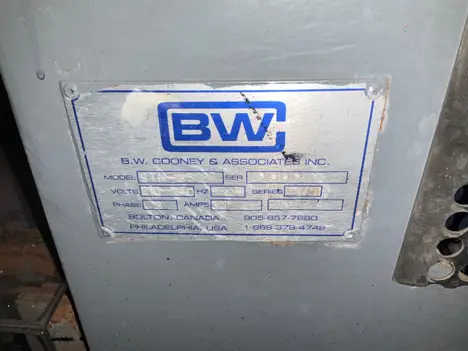 BW
B.W. COONEY & ASSOCIATES INC.
MODEL SER.
VOLTS HZ SERIES
PHASE AMPS
BOLTON, CANADA 905-857-7880
PHILADELPHIA, USA 1-866-379-4748